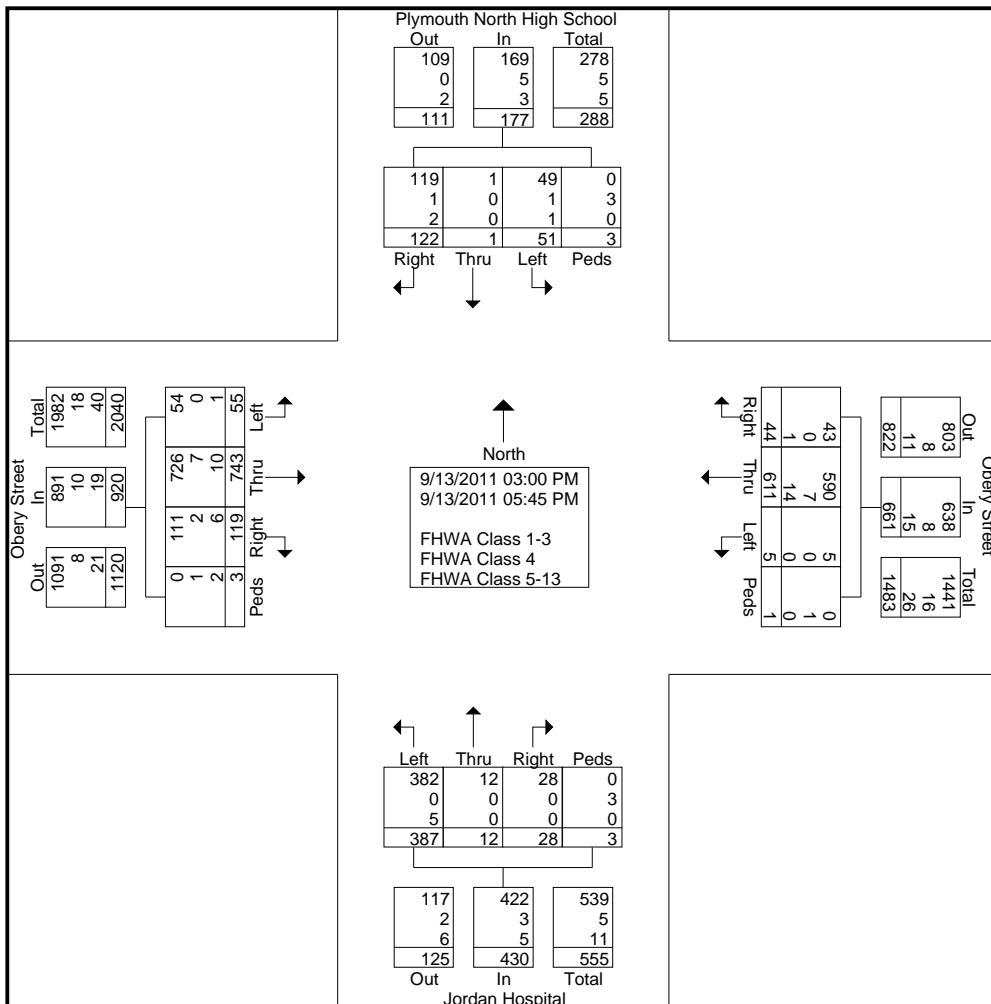 Plymouth North High School
Out In Total
109 169 278
0 5 5
2 3 5
111 177 288
119 1 49 0
1 0 1 3
2 0 1 0
122 1 51 3
Right Thru Left Peds
Obery Street
Total In Out
1982 891 1091
18 10 8
40 19 21
2040 920 1120
54 726 111 0
0 7 2 1
1 10 6 2
55 743 119 3
Left Thru Right Peds
North
9/13/2011 03:00 PM
9/13/2011 05:45 PM
FHWA Class 1-3
FHWA Class 4
FHWA Class 5-13
Right Thru Left Peds
43 590 5 0
0 7 0 1
1 14 0 0
44 611 5 1
Obery Street
Out In Total
803 638 1441
8 8 16
11 15 26
822 661 1483
Left Thru Right Peds
382 12 28 0
0 0 0 3
5 0 0 0
387 12 28 3
117 422 539
2 3 5
6 5 11
125 430 555
Out In Total
Jordan Hospital